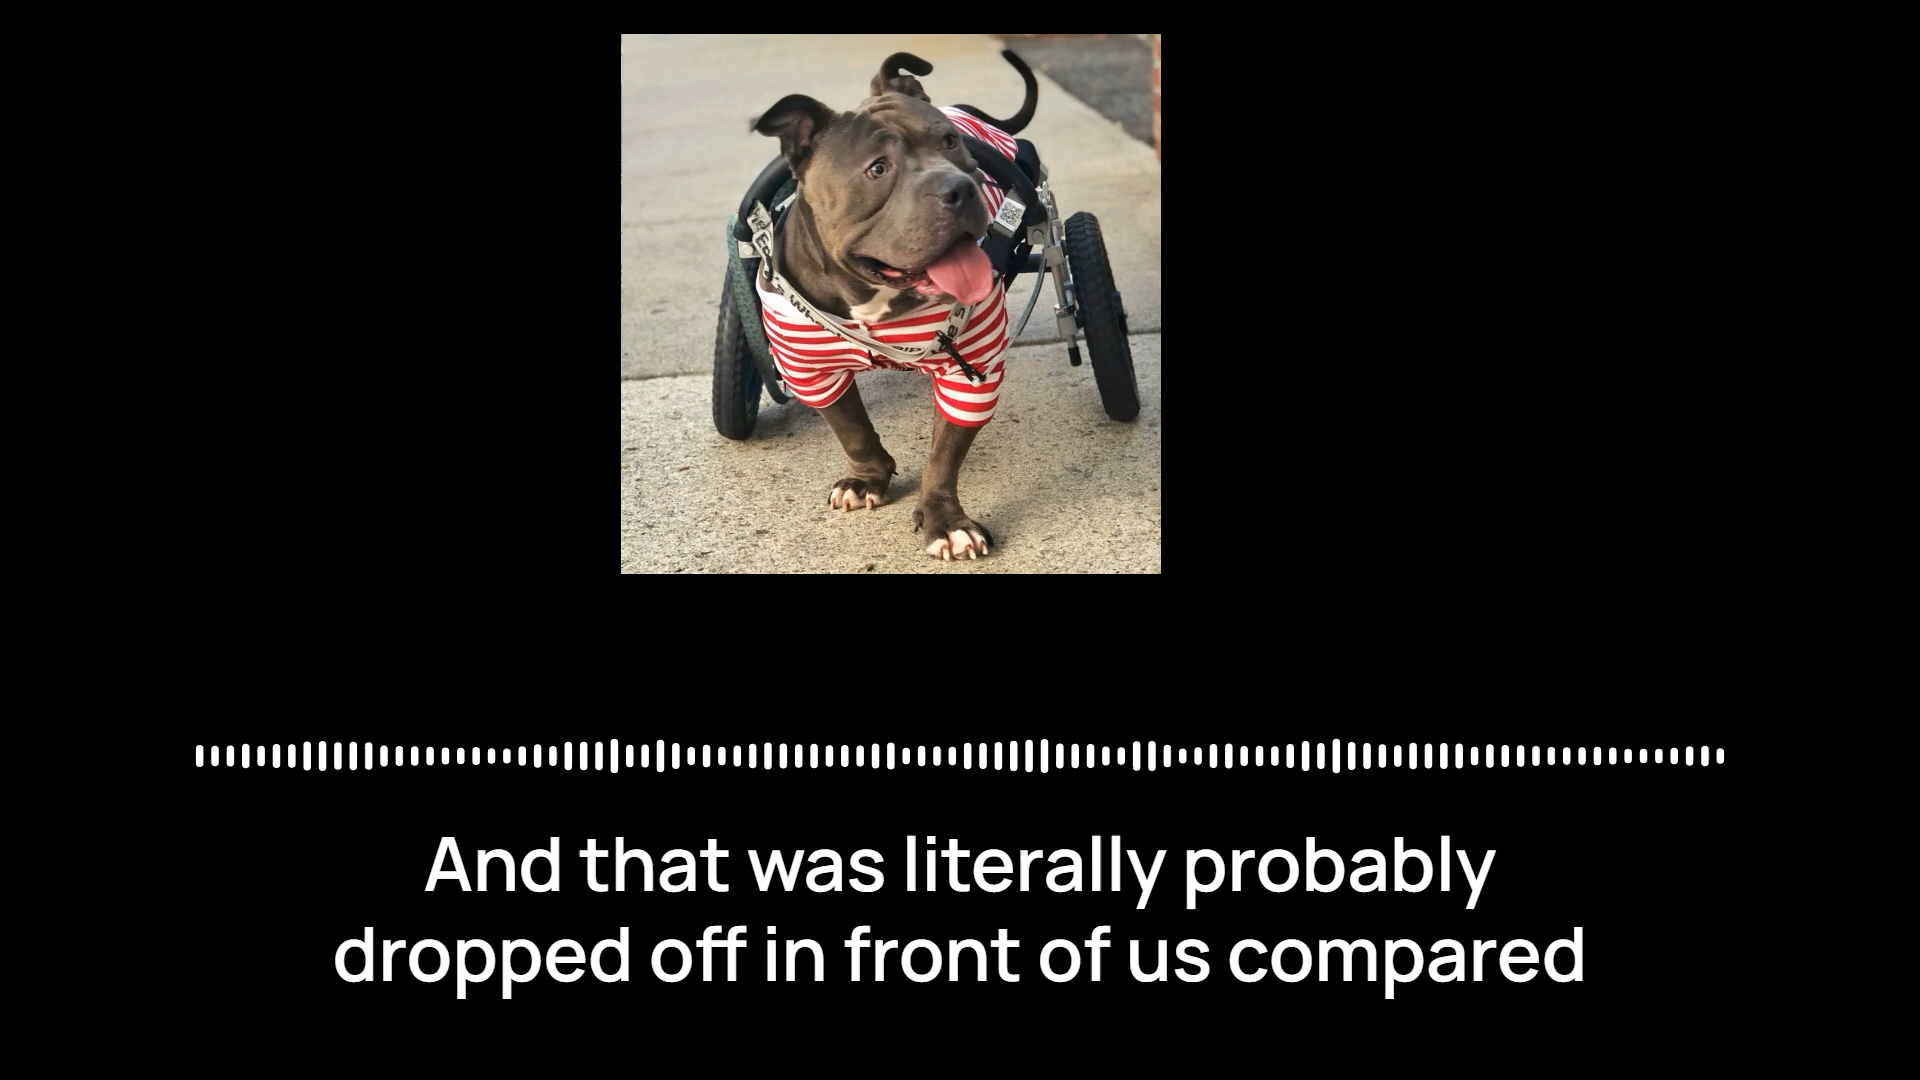 And that was literally probably
dropped off in front of us compared